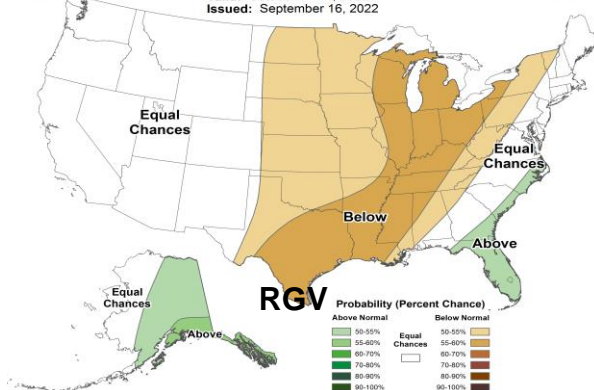 Issued: September 16, 2022
Equal
Chances
Equal
Chances
Below
Above
Equal
Chances
Above
RGV
Probability (Percent Chance)
Above Normal
Below Normal
Equal
Chances
50-55%
55-60%
60-70%
70-80%
80-90%
90-100%
50-55%
55-60%
60-70%
70-80%
80-90%
90-100%